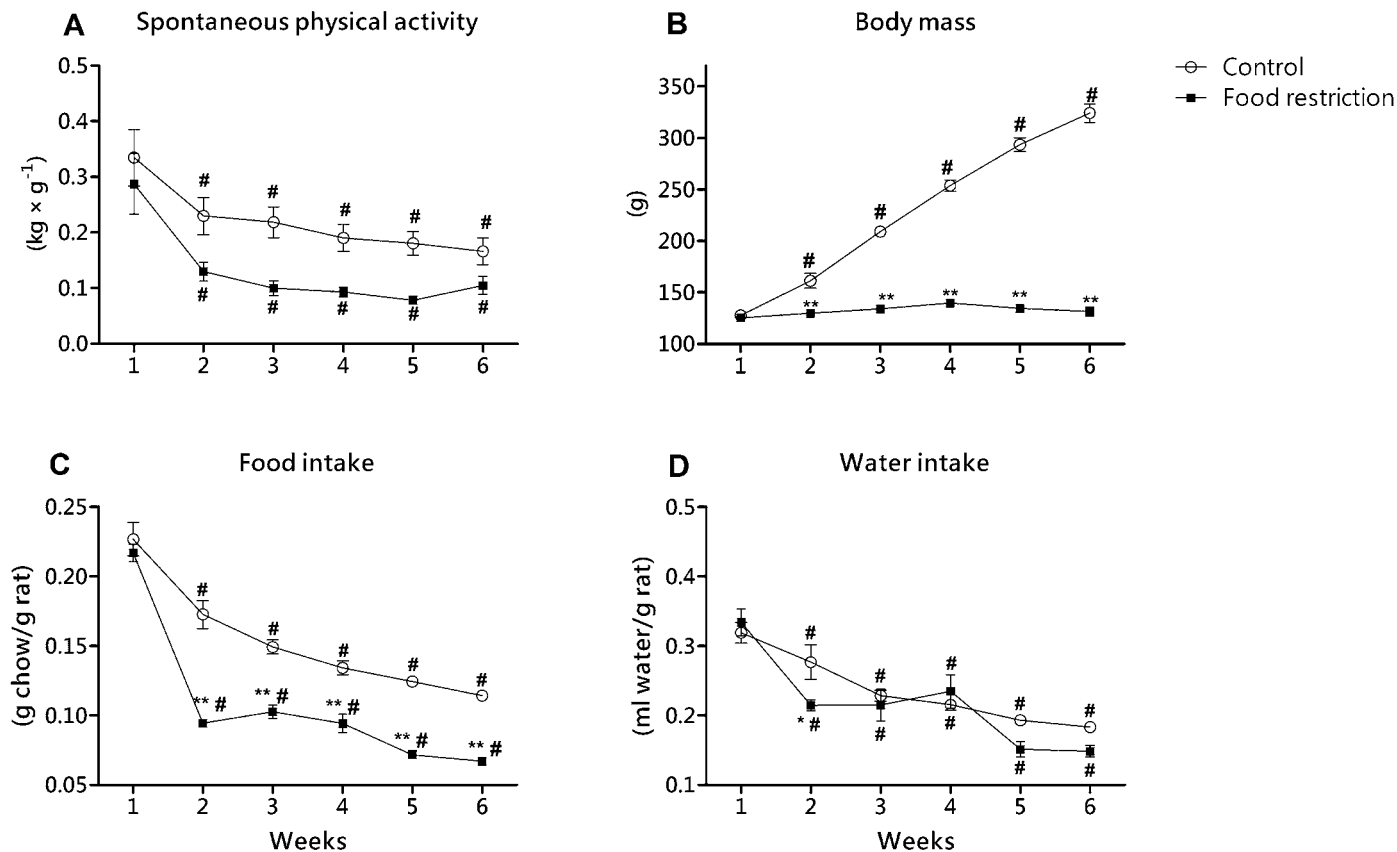 A Spontaneous physical activity
(kg × g⁻¹)
0.5
0.4
0.3
0.2
0.1
0.0
# # # # #
# # # # #
1 2 3 4 5 6
B Body mass
(g)
350
300
250
200
150
100
# # # # #
** ** ** ** **
1 2 3 4 5 6
Control
Food restriction
C Food intake
(g chow/g rat)
0.25
0.20
0.15
0.10
0.05
# # # # #
** # ** # ** # ** # ** #
1 2 3 4 5 6
Weeks
D Water intake
(ml water/g rat)
0.5
0.4
0.3
0.2
0.1
# # # # #
* # # # # #
1 2 3 4 5 6
Weeks